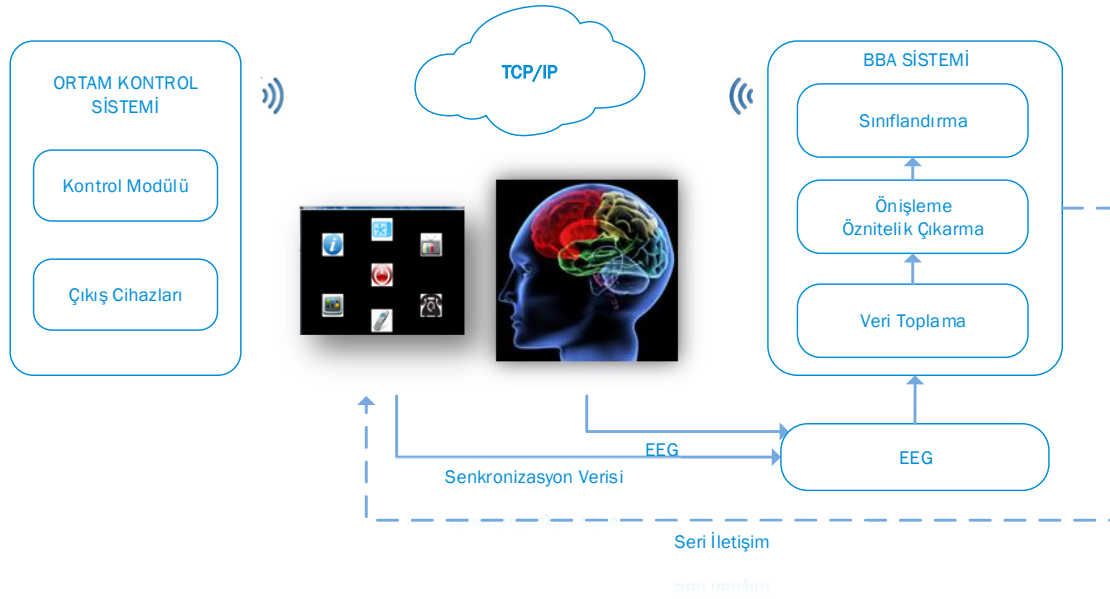 ORTAM KONTROL
SİSTEMİ
Kontrol Modülü
Çıkış Cihazları
TCP/IP
BBA SİSTEMİ
Sınıflandırma
Önişleme
Öznitelik Çıkarma
Veri Toplama
EEG
EEG
Senkronizasyon Verisi
Seri İletişim